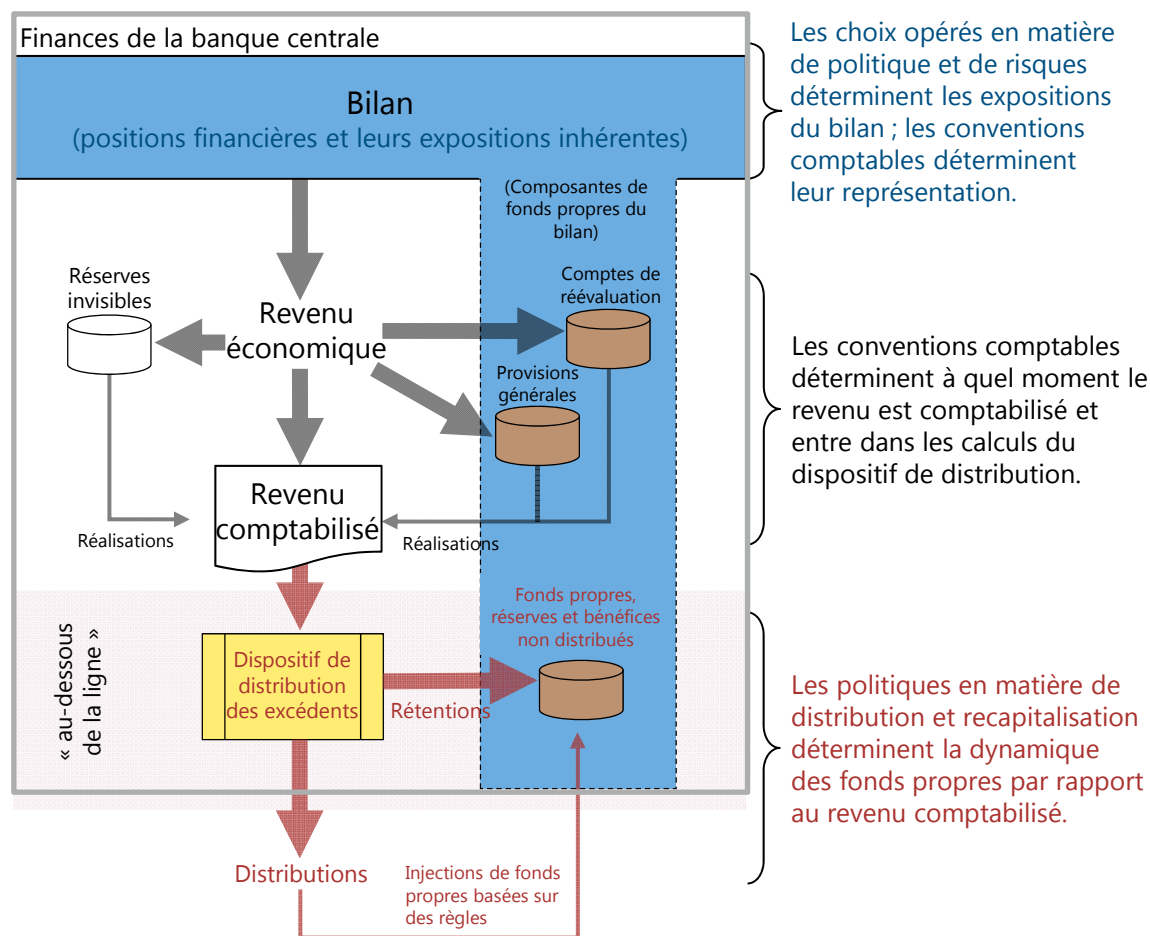 Finances de la banque centrale
Bilan
(positions financières et leurs expositions inhérentes)
Les choix opérés en matière
de politique et de risques
déterminent les expositions
du bilan ; les conventions
comptables déterminent
leur représentation.
(Composantes de
fonds propres du
bilan)
Réserves
invisibles
Revenu
économique
Comptes de
réévaluation
Provisions
générales
Les conventions comptables
déterminent à quel moment le
revenu est comptabilisé et
entre dans les calculs du
dispositif de distribution.
Revenu
comptabilisé
Réalisations
Réalisations
« au-dessous
de la ligne »
Dispositif de
distribution
des excédents
Rétentions
Fonds propres,
réserves et bénéfices
non distribués
Les politiques en matière de
distribution et recapitalisation
déterminent la dynamique
des fonds propres par rapport
au revenu comptabilisé.
Distributions
Injections de fonds
propres basées sur
des règles